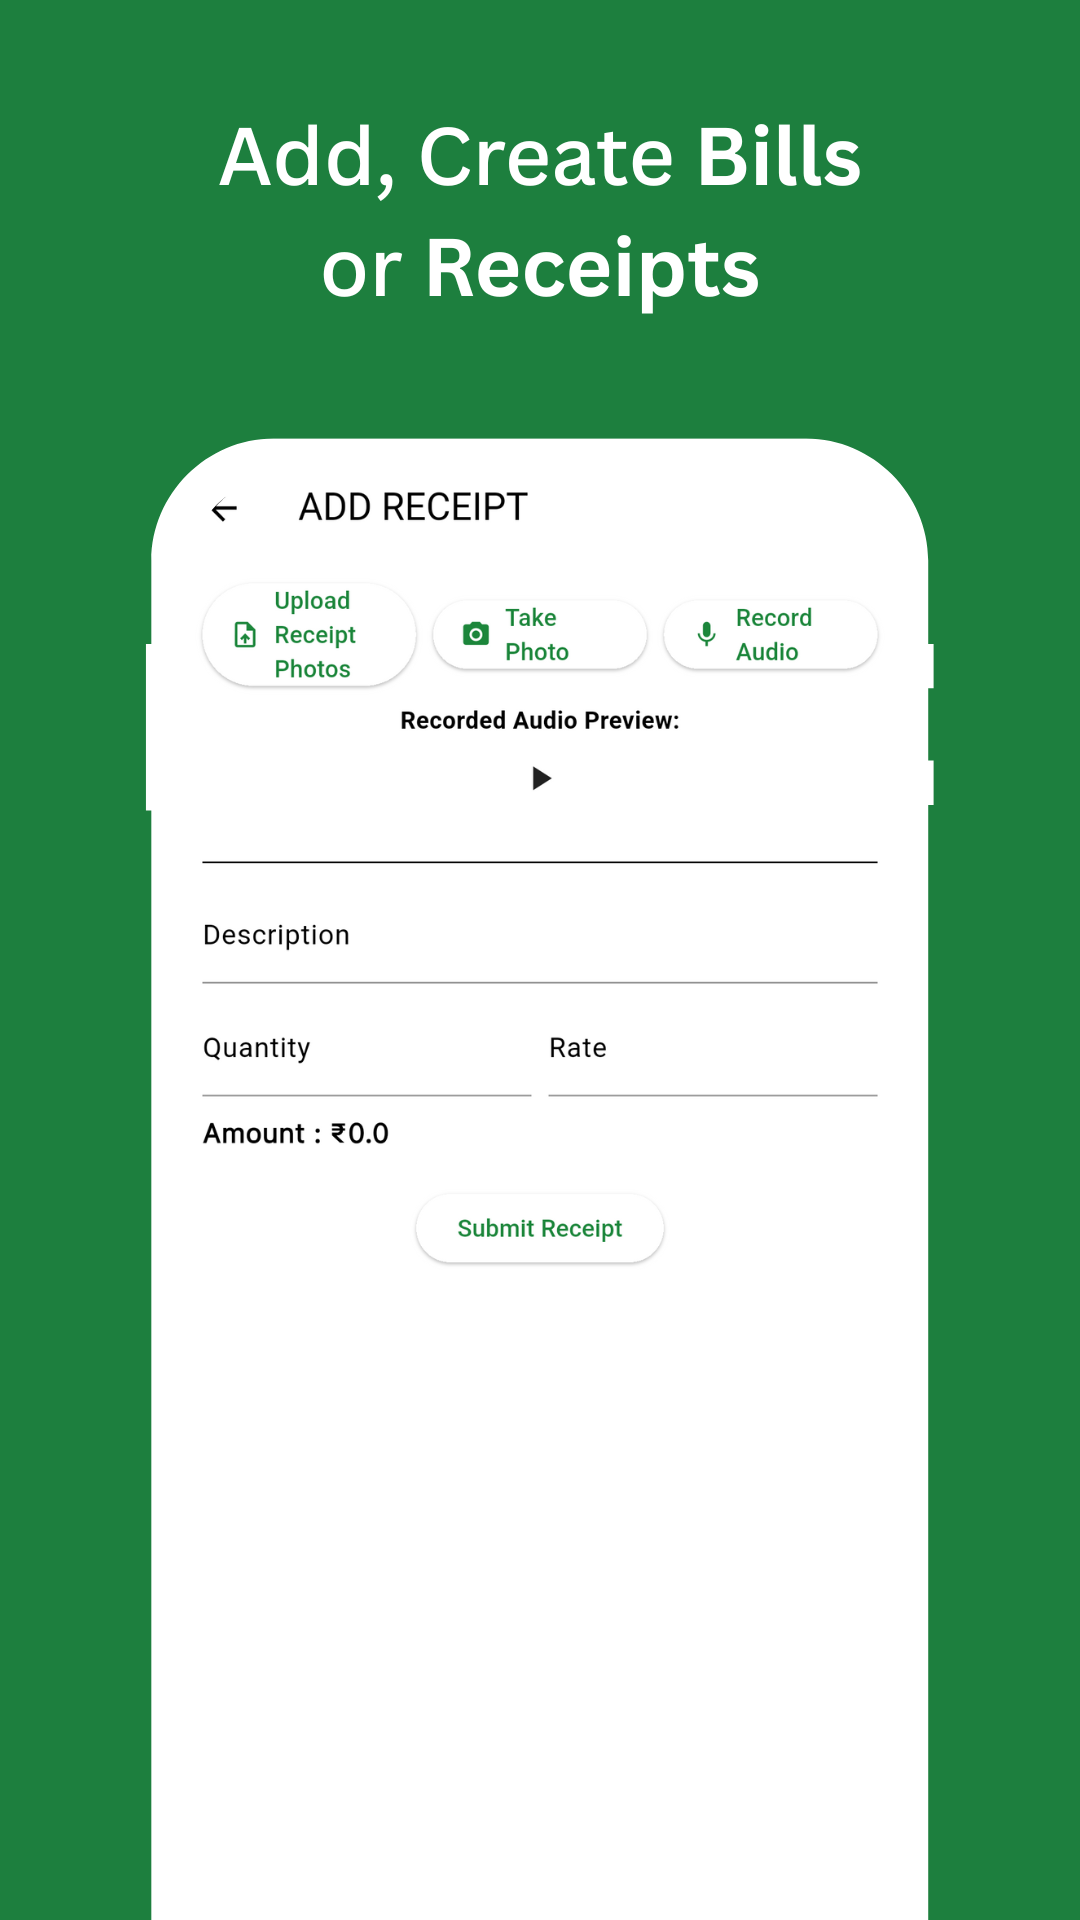 Add, Create Bills
or Receipts
ADD RECEIPT
Upload
Receipt
Photos
Take
Photo
Record
Audio
Recorded Audio Preview:
Description
Quantity
Rate
Amount : ₹0.0
Submit Receipt